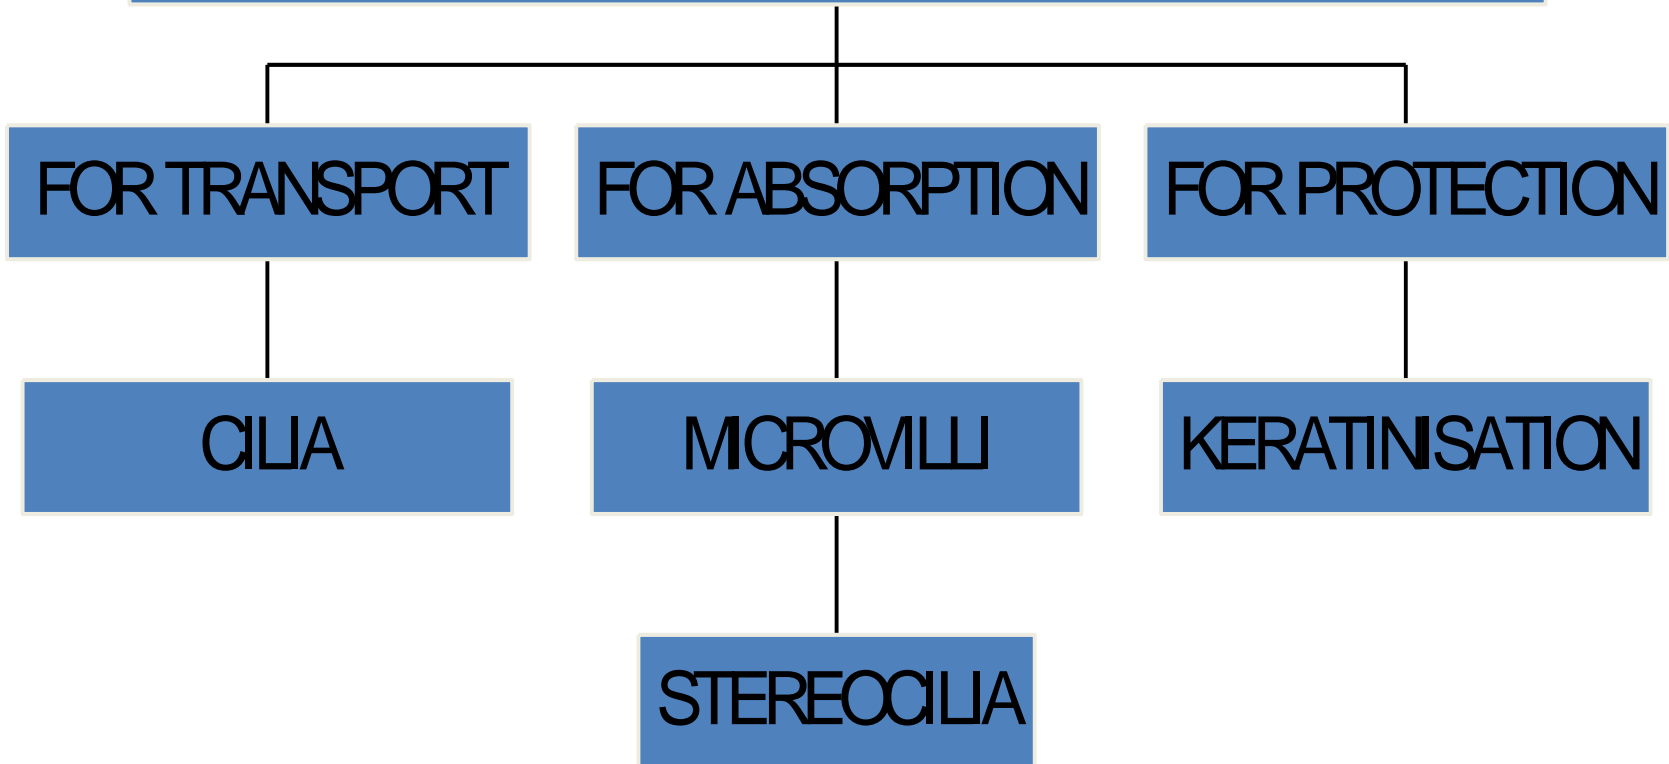 FOR TRANSPORT
FOR ABSORPTION
FOR PROTECTION
CILIA
MICROVILLI
KERATINISATION
STEREOCILIA